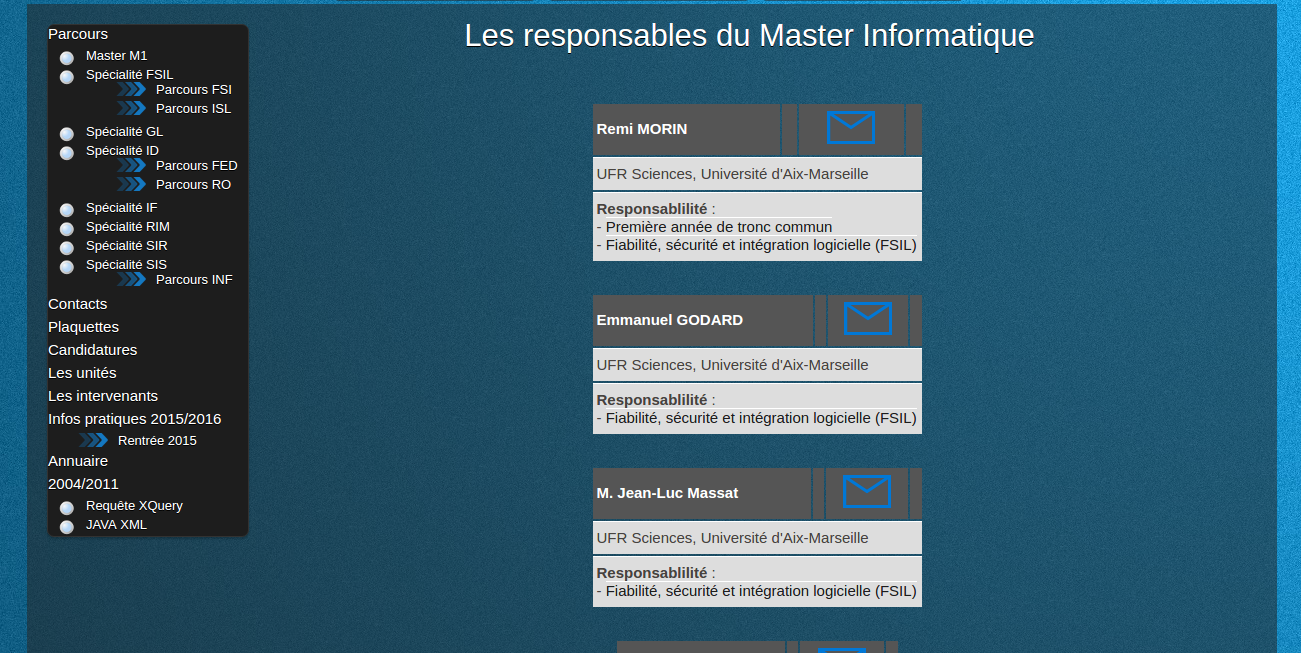 Parcours
Master M1
Spécialité FSIL
Parcours FSI
Parcours ISL
Spécialité GL
Spécialité ID
Parcours FED
Parcours RO
Spécialité IF
Spécialité RIM
Spécialité SIR
Spécialité SIS
Parcours INF
Contacts
Plaquettes
Candidatures
Les unités
Les intervenants
Infos pratiques 2015/2016
Rentrée 2015
Annuaire
2004/2011
Requête XQuery
JAVA XML
Les responsables du Master Informatique
Remi MORIN
UFR Sciences, Université d'Aix-Marseille
Responsablilité :
- Première année de tronc commun
- Fiabilité, sécurité et intégration logicielle (FSIL)
Emmanuel GODARD
UFR Sciences, Université d'Aix-Marseille
Responsablilité :
- Fiabilité, sécurité et intégration logicielle (FSIL)
M. Jean-Luc Massat
UFR Sciences, Université d'Aix-Marseille
Responsablilité :
- Fiabilité, sécurité et intégration logicielle (FSIL)